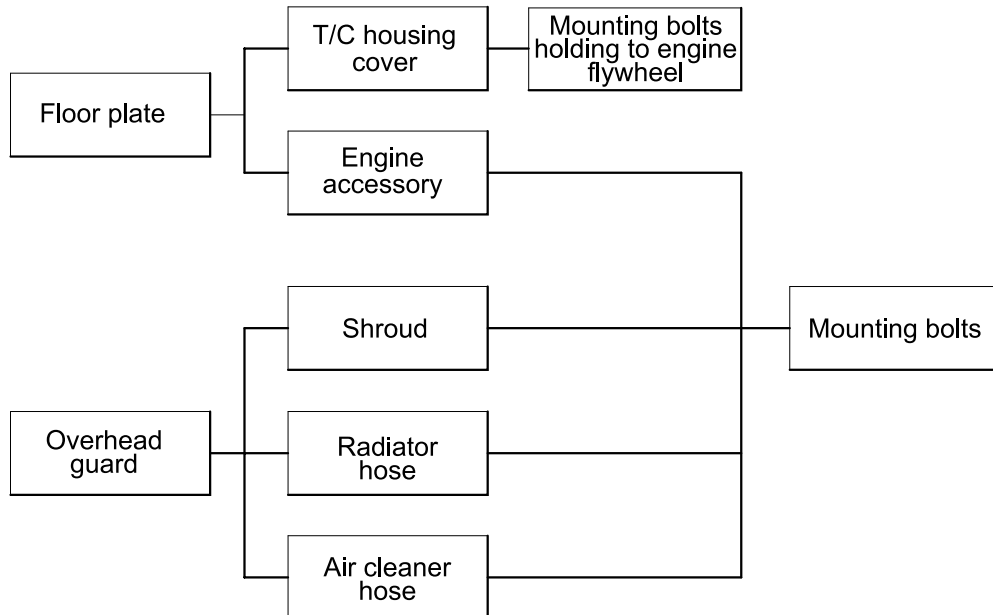 T/C housing
cover
Mounting bolts
holding to engine
flywheel
Floor plate
Engine
accessory
Shroud
Mounting bolts
Overhead
guard
Radiator
hose
Air cleaner
hose